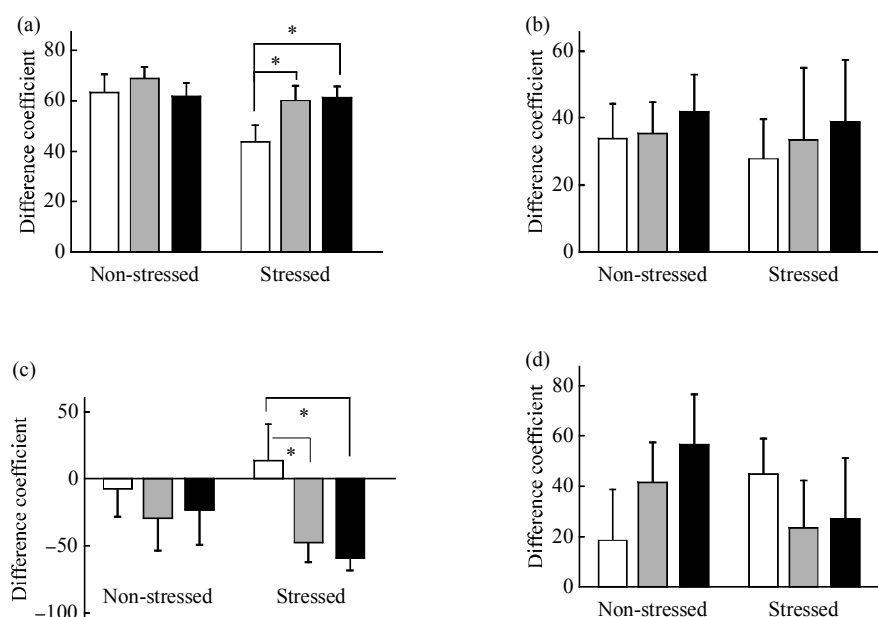 (a)
Difference coefficient
80
60
40
20
0
*
*
Non-stressed
Stressed
(b)
Difference coefficient
60
40
20
0
Non-stressed
Stressed
(c)
Difference coefficient
50
0
−50
−100
*
*
Non-stressed
Stressed
(d)
Difference coefficient
80
60
40
20
0
Non-stressed
Stressed